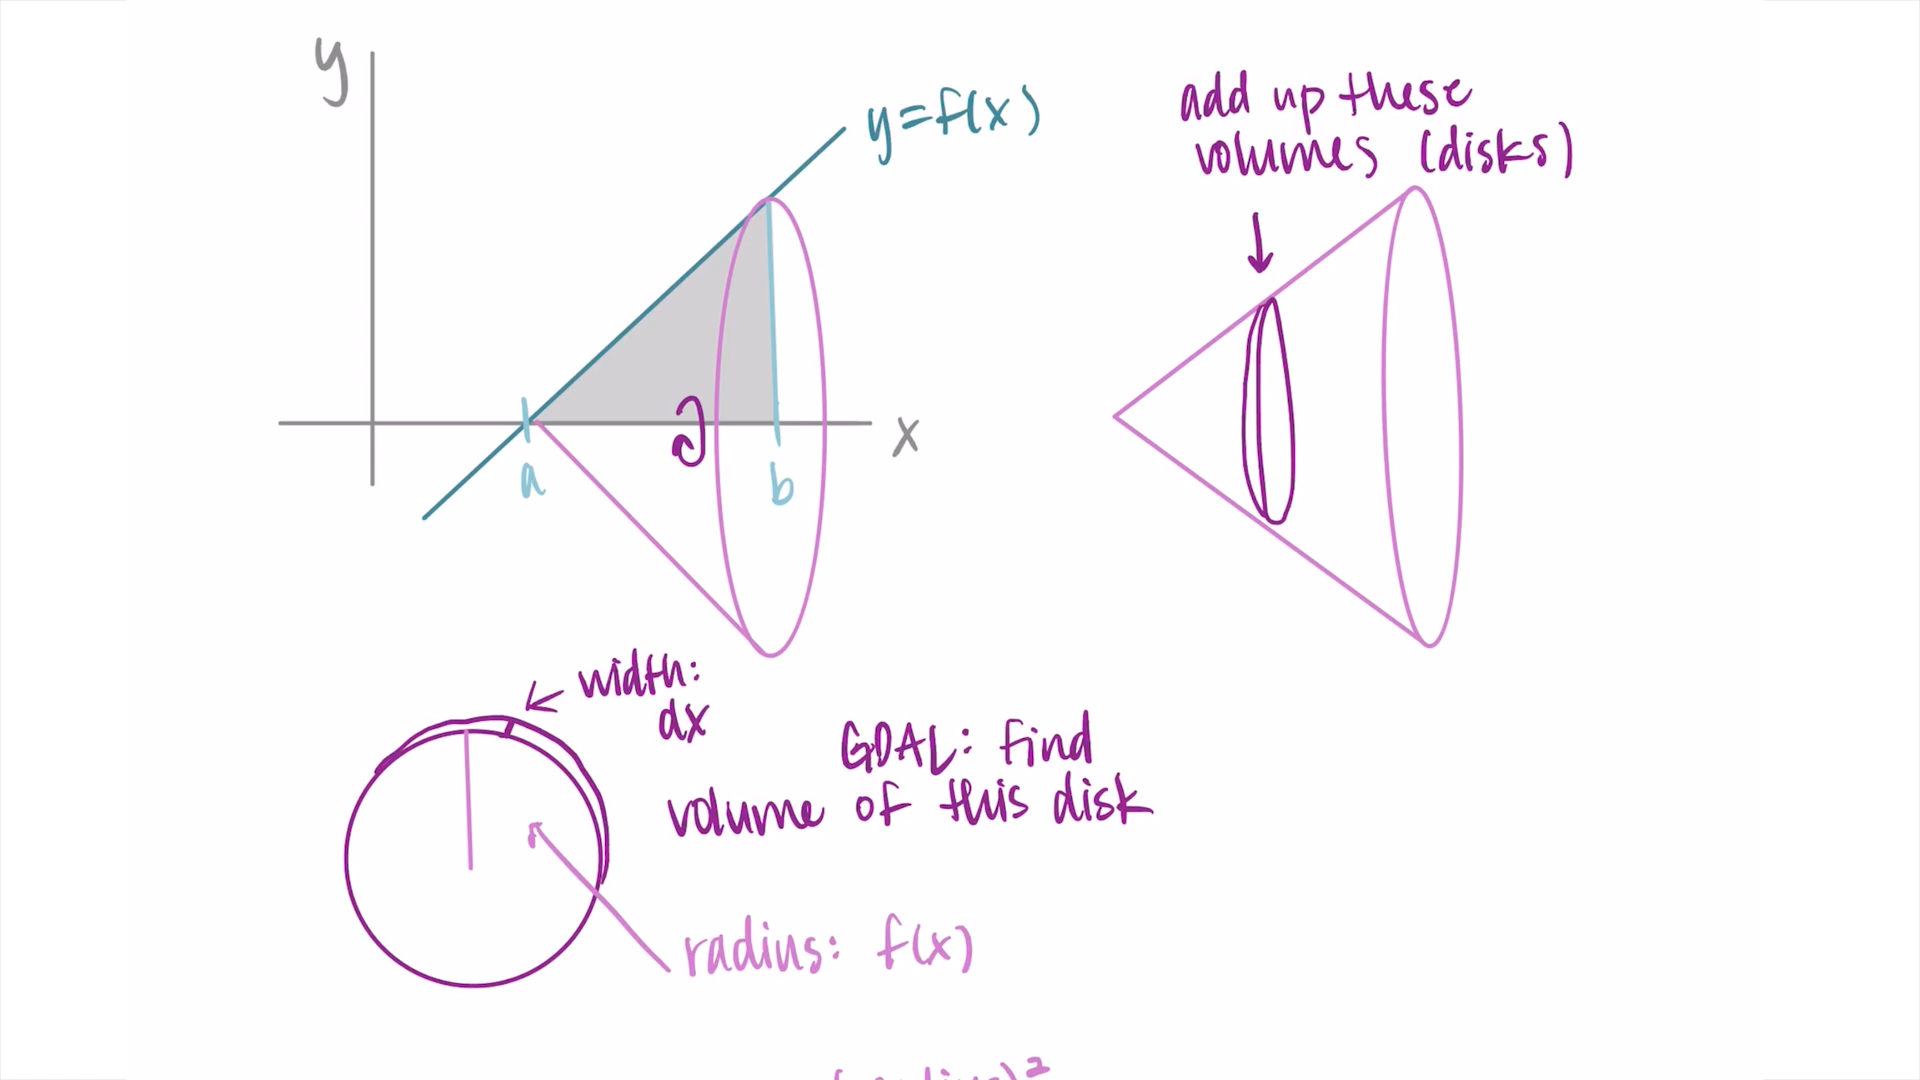 y
y=f(x)
x
a
b
add up these
volumes (disks)
width:
dx
GOAL: find
volume of this disk
radius: f(x)